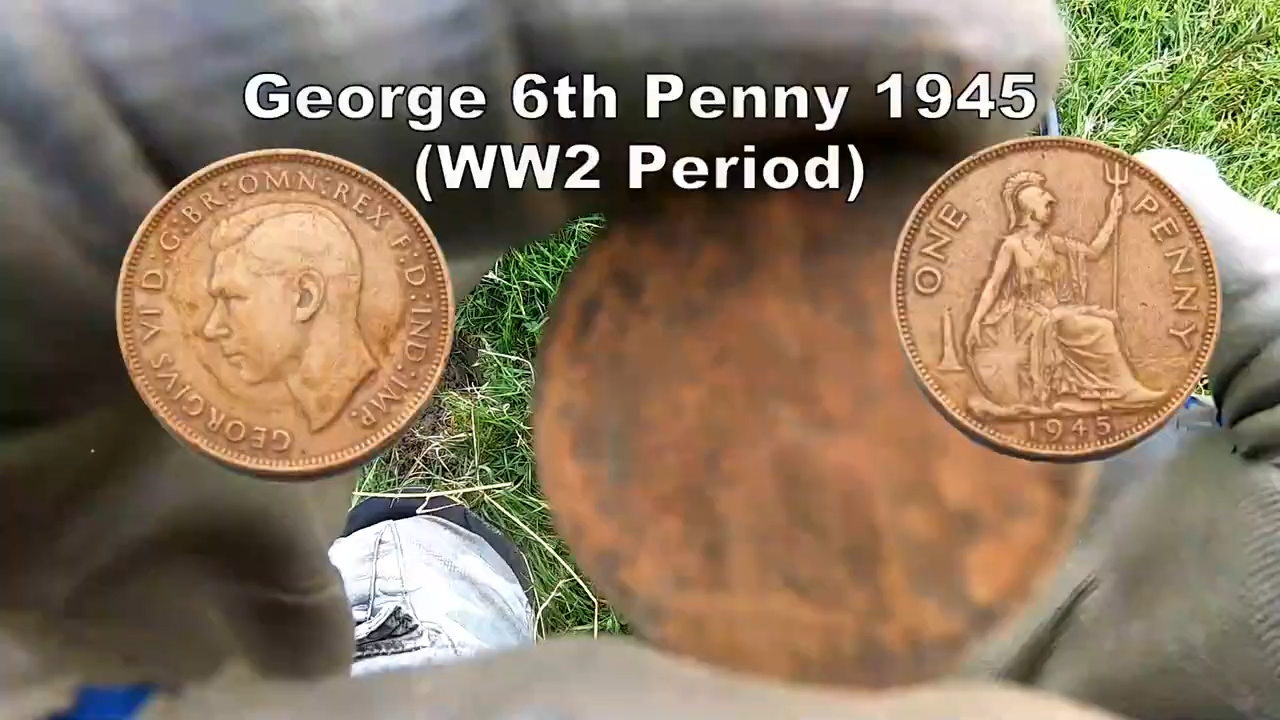 George 6th Penny 1945
(WW2 Period)
GEORGIVS VI D:G:BR:OMN:REX F:D:IND:IMP.
ONE PENNY
1945